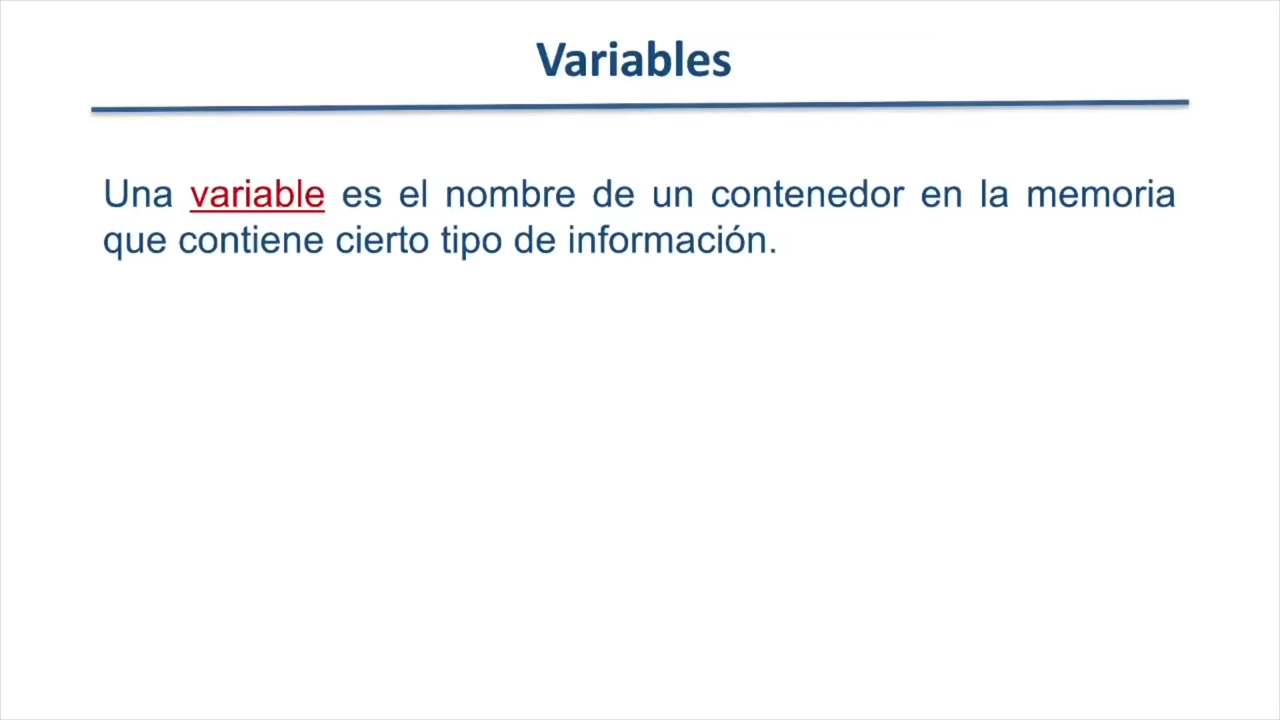 Variables
Una variable es el nombre de un contenedor en la memoria
que contiene cierto tipo de información.